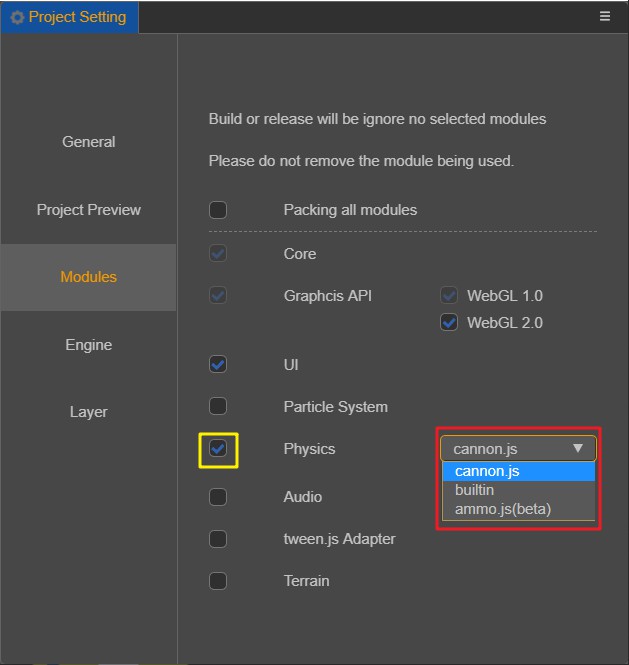 Project Setting
General
Project Preview
Modules
Engine
Layer
Build or release will be ignore no selected modules
Please do not remove the module being used.
Packing all modules
Core
Graphcis API WebGL 1.0
WebGL 2.0
UI
Particle System
Physics cannon.js
cannon.js
builtin
ammo.js(beta)
Audio
tween.js Adapter
Terrain